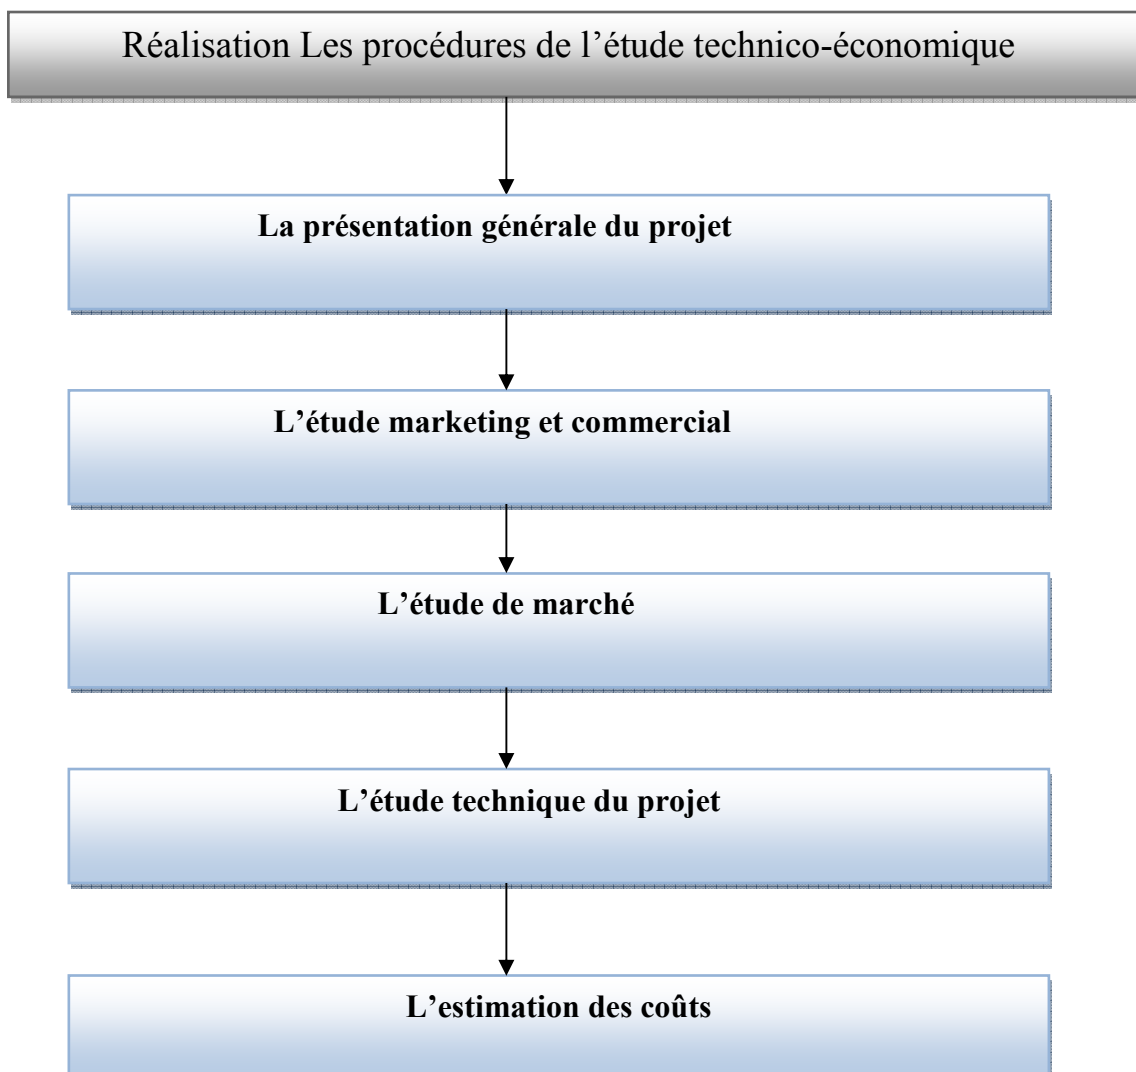 Réalisation Les procédures de l’étude technico-économique
La présentation générale du projet
L’étude marketing et commercial
L’étude de marché
L’étude technique du projet
L’estimation des coûts